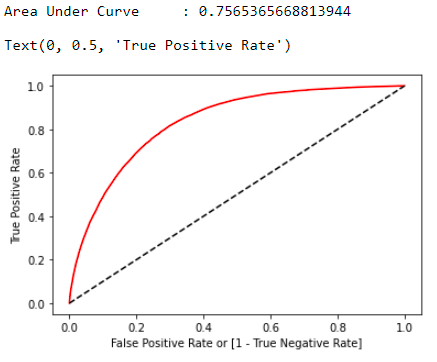 Area Under Curve     : 0.7565365668813944
Text(0, 0.5, 'True Positive Rate')
1.0
0.8
0.6
0.4
0.2
0.0
True Positive Rate
0.0 0.2 0.4 0.6 0.8 1.0
False Positive Rate or [1 - True Negative Rate]